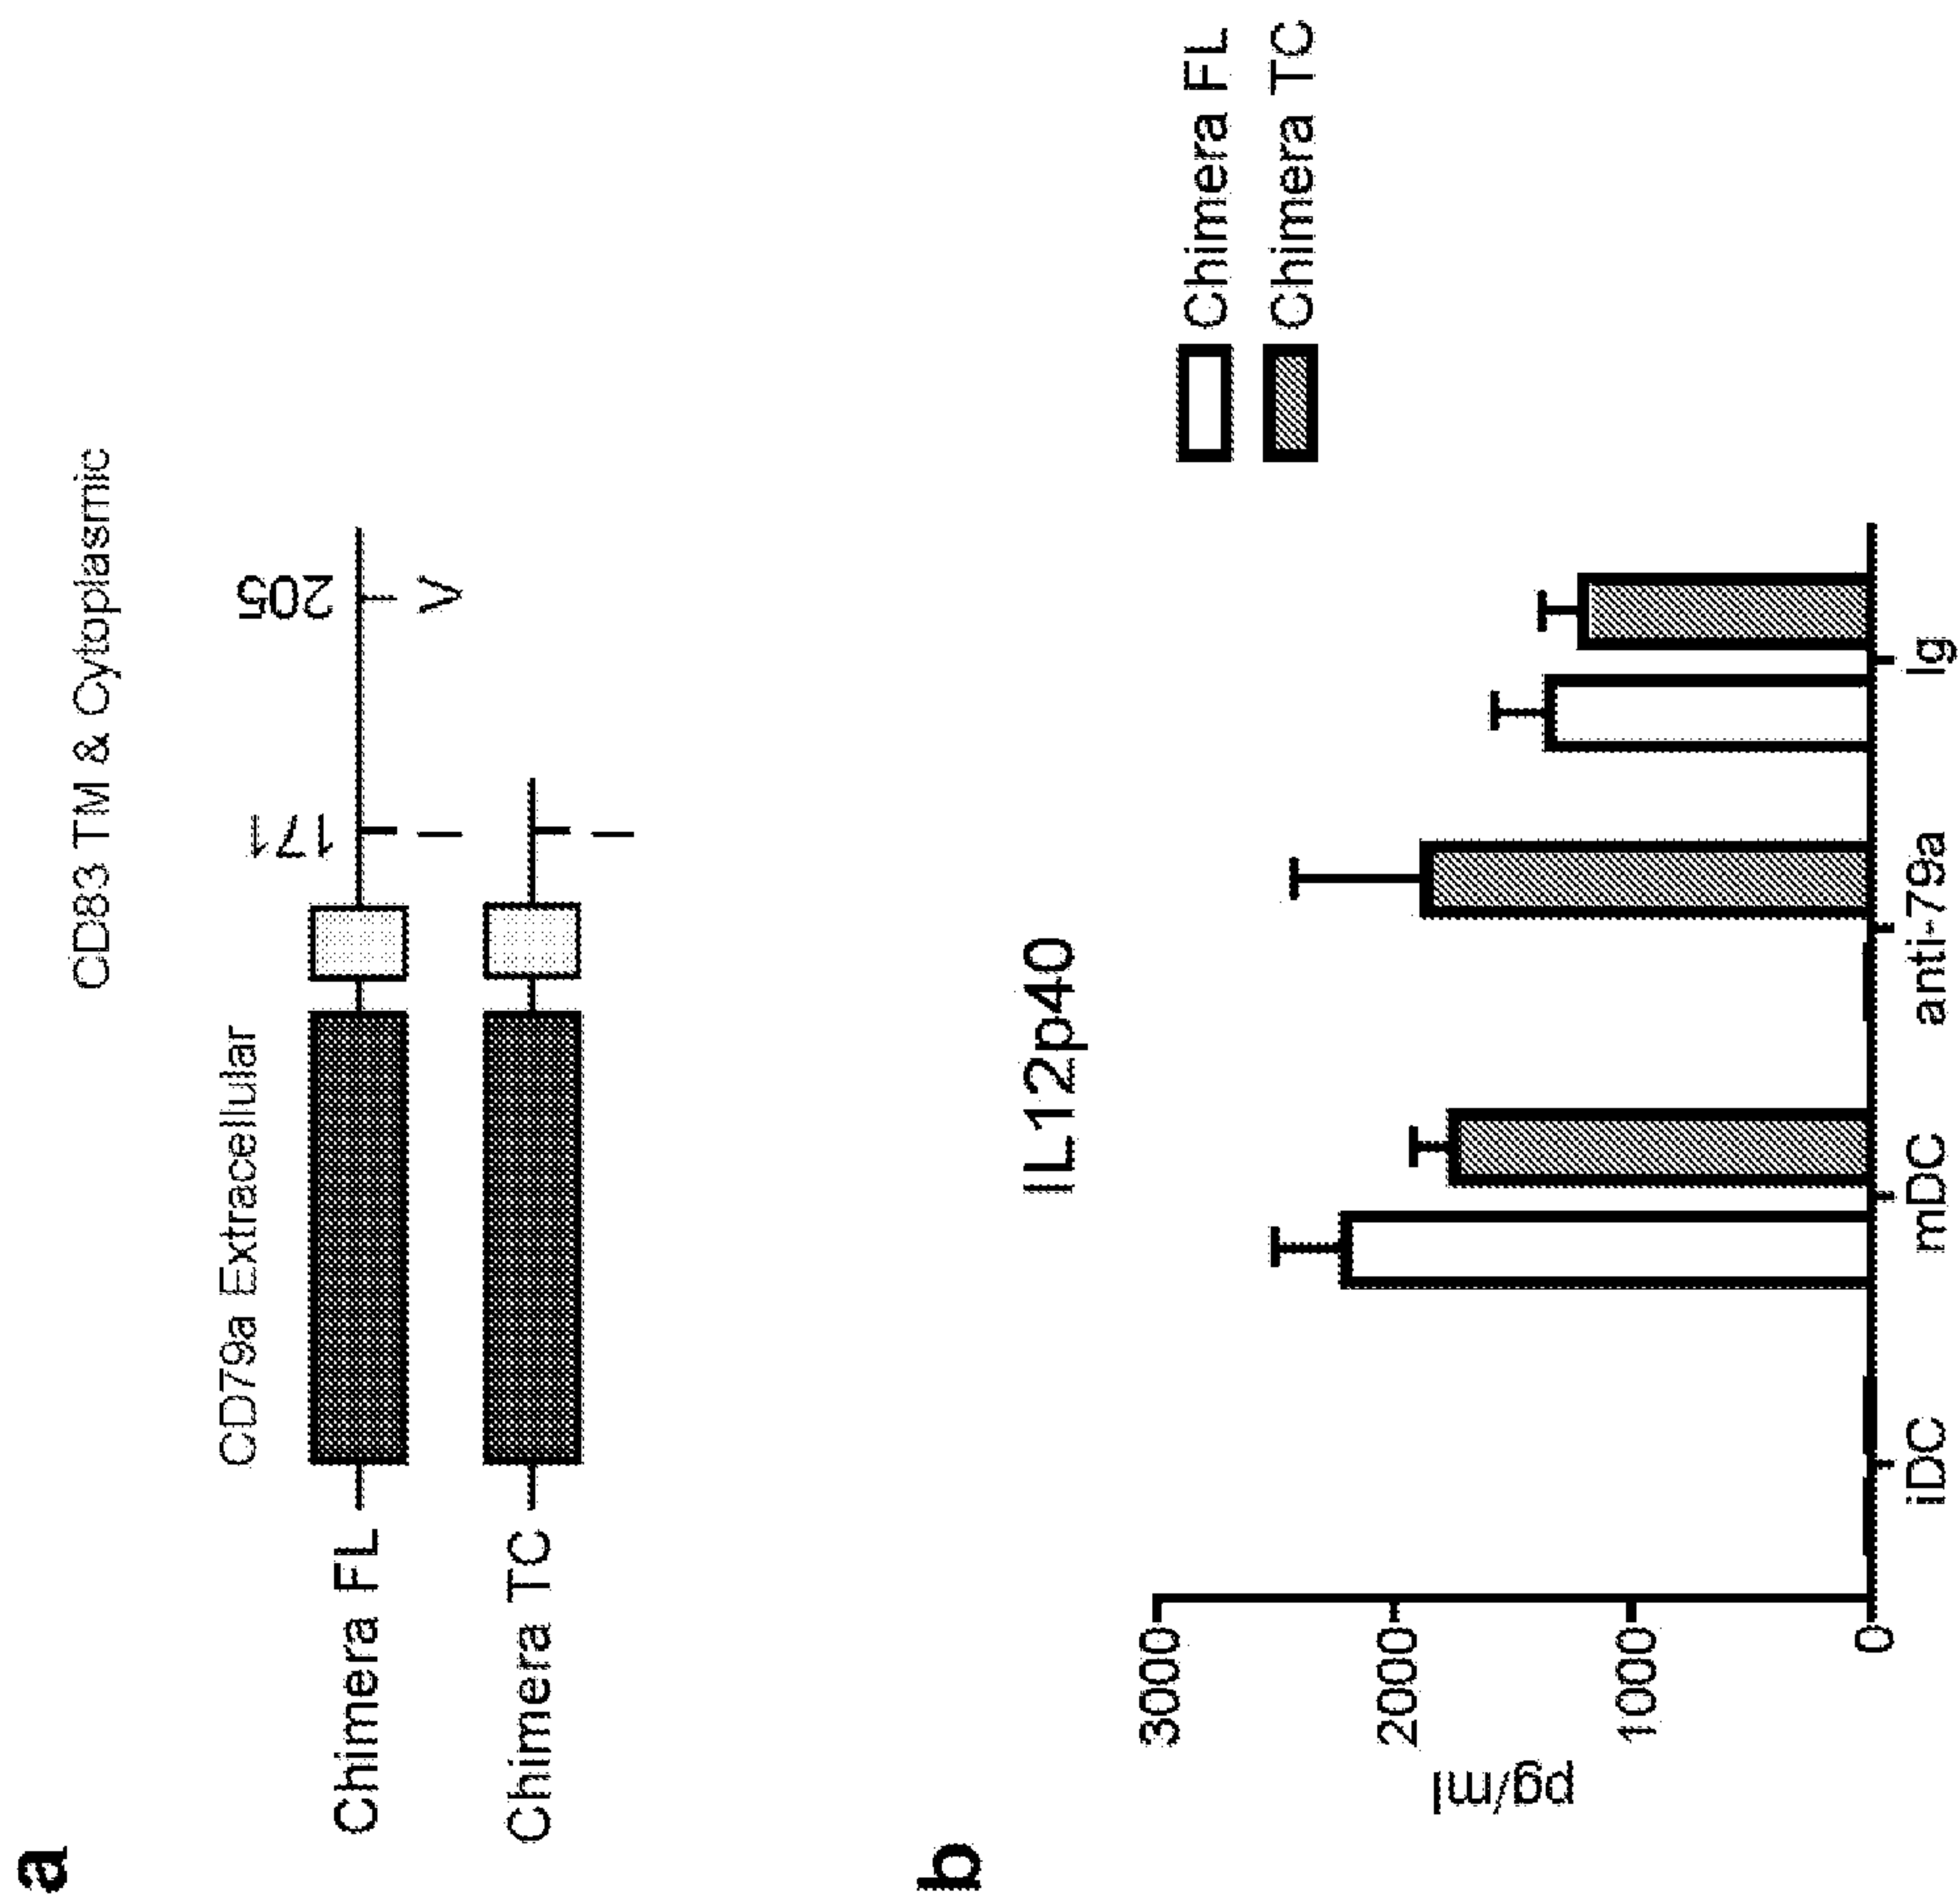 a
CD79a Extracellular
CD83 TM & Cytoplasmic
171
205
Chimera FL
I
V
Chimera TC
I
b
IL12p40
Chimera FL
Chimera TC
pg/ml
3000
2000
1000
0
iDC
mDC
anti-79a
Ig